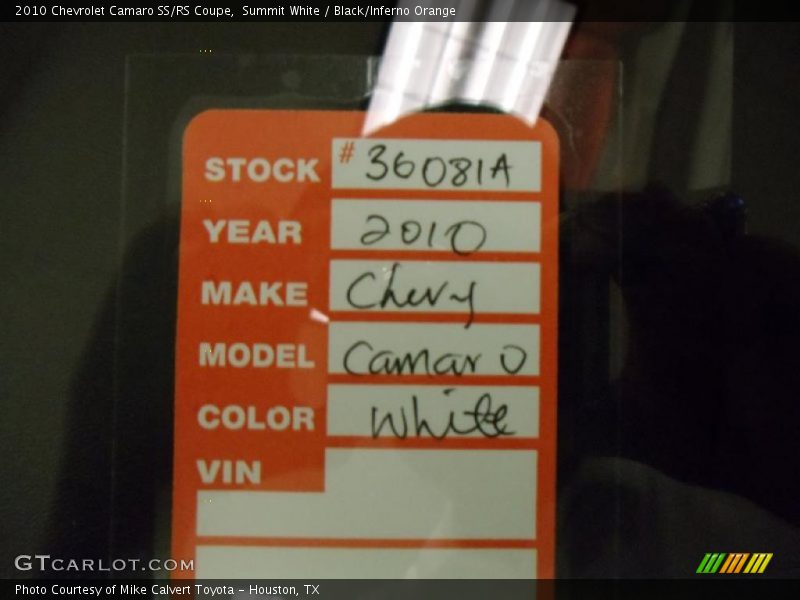 2010 Chevrolet Camaro SS/RS Coupe, Summit White / Black/Inferno Orange
STOCK # 36081A
YEAR 2010
MAKE Chevy
MODEL Camaro
COLOR White
VIN
GTCARLOT.COM
Photo Courtesy of Mike Calvert Toyota - Houston, TX